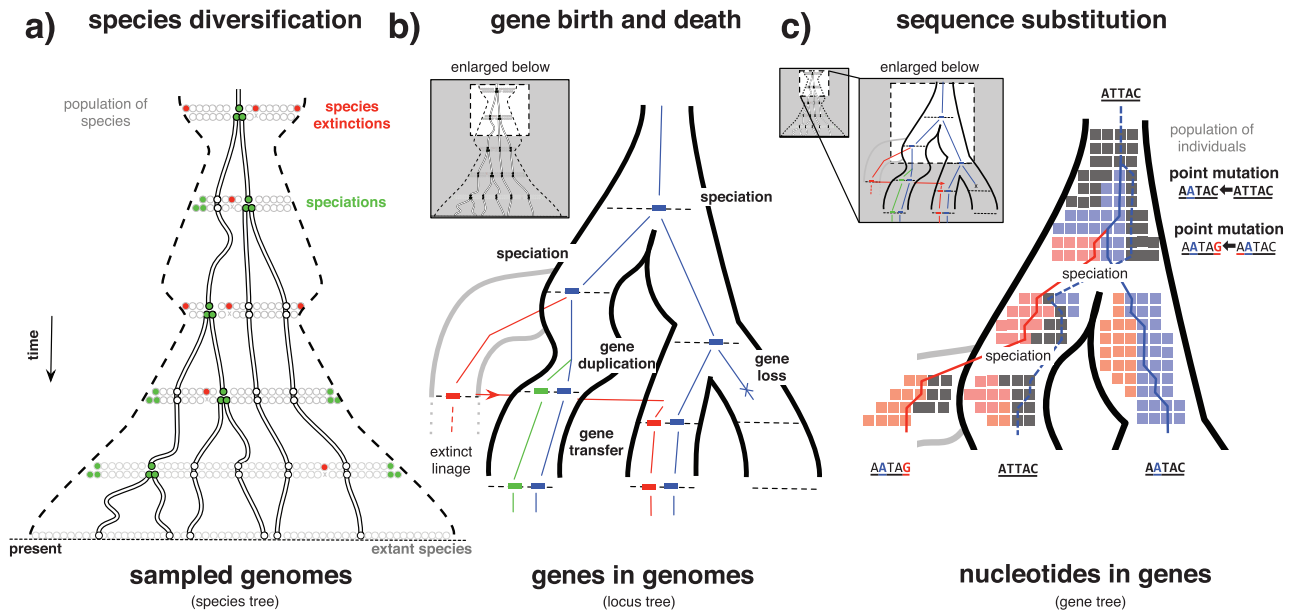 a)
species diversification
population of
species
species
extinctions
speciations
time
present
extant species
sampled genomes
(species tree)
b)
gene birth and death
enlarged below
speciation
speciation
gene
duplication
gene
loss
gene
transfer
extinct
linage
genes in genomes
(locus tree)
c)
sequence substitution
enlarged below
ATTAC
population of
individuals
point mutation
AATAC ATTAC
point mutation
AATAG AATAC
speciation
speciation
AATAG
ATTAC
AATAC
nucleotides in genes
(gene tree)